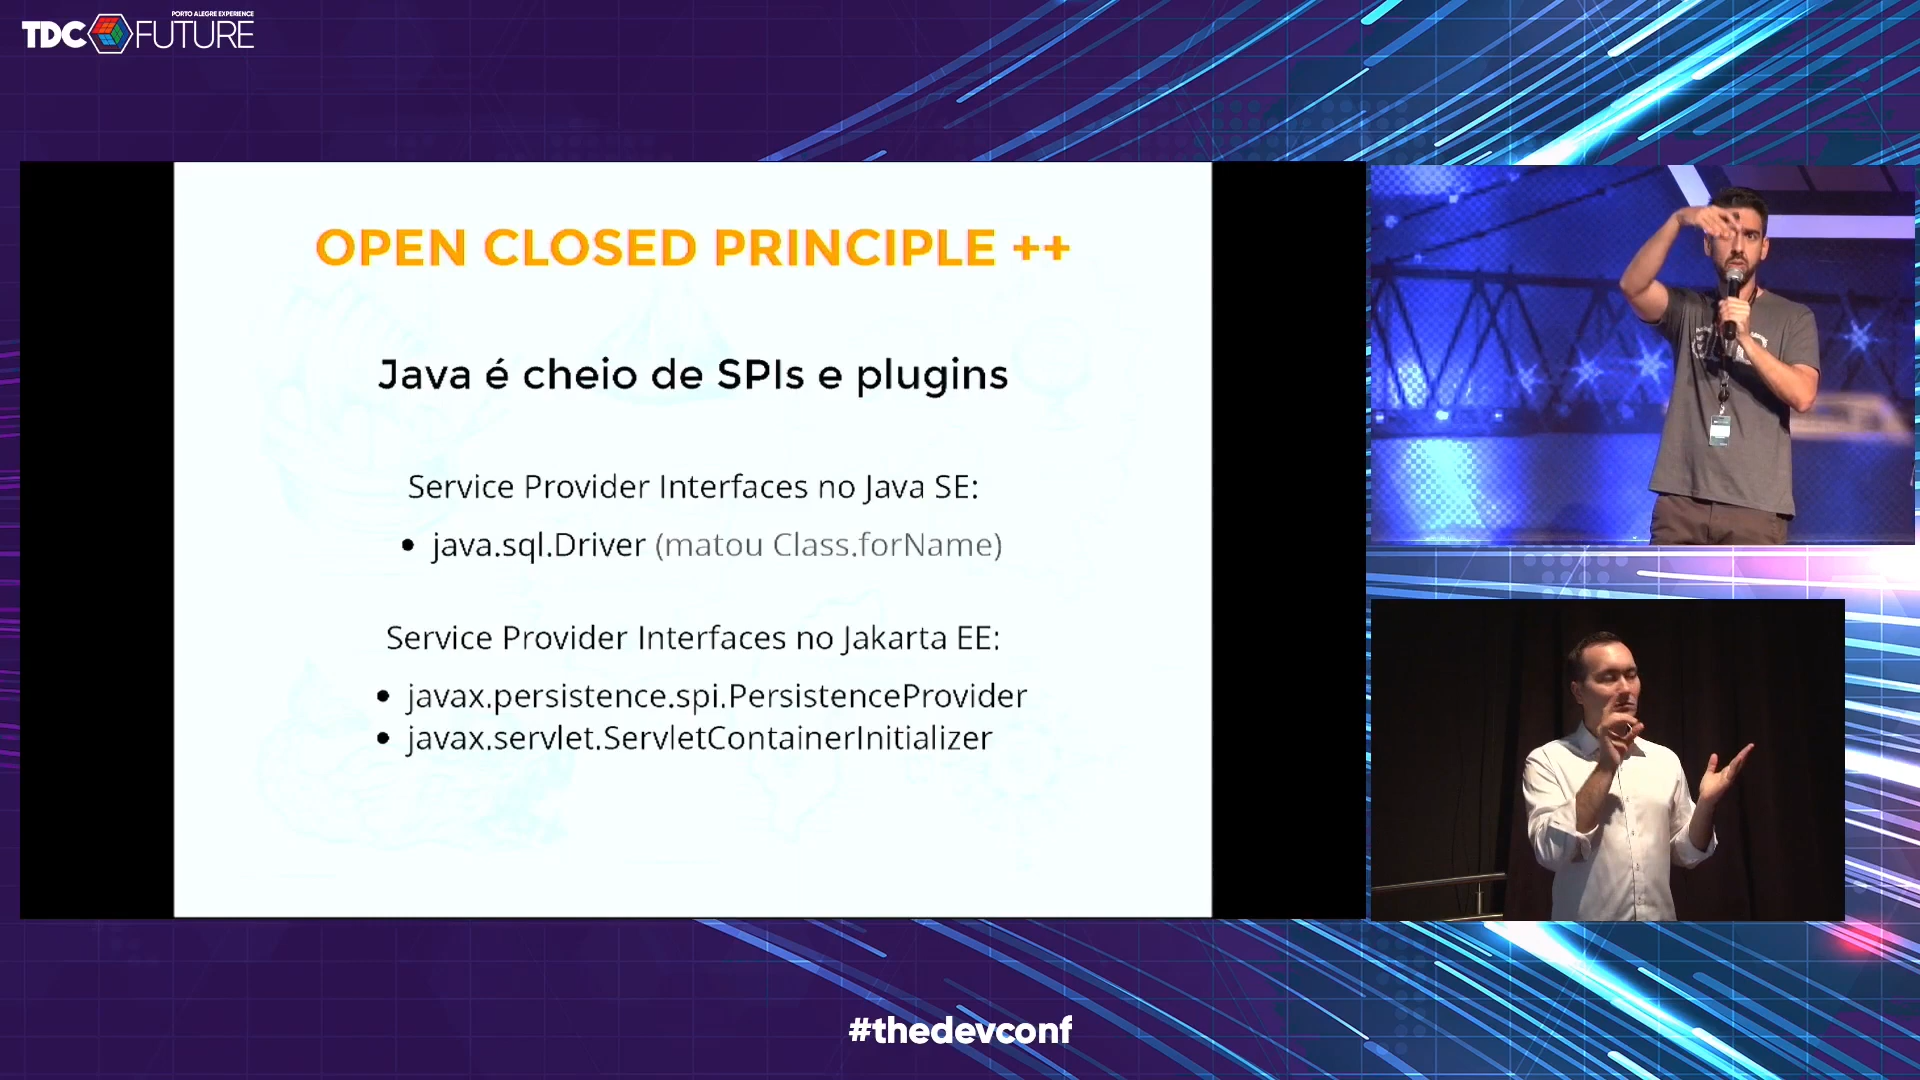 PORTO ALEGRE EXPERIENCE
TDC FUTURE
OPEN CLOSED PRINCIPLE ++
Java é cheio de SPIs e plugins
Service Provider Interfaces no Java SE:
• java.sql.Driver (matou Class.forName)
Service Provider Interfaces no Jakarta EE:
• javax.persistence.spi.PersistenceProvider
• javax.servlet.ServletContainerInitializer
#thedevconf